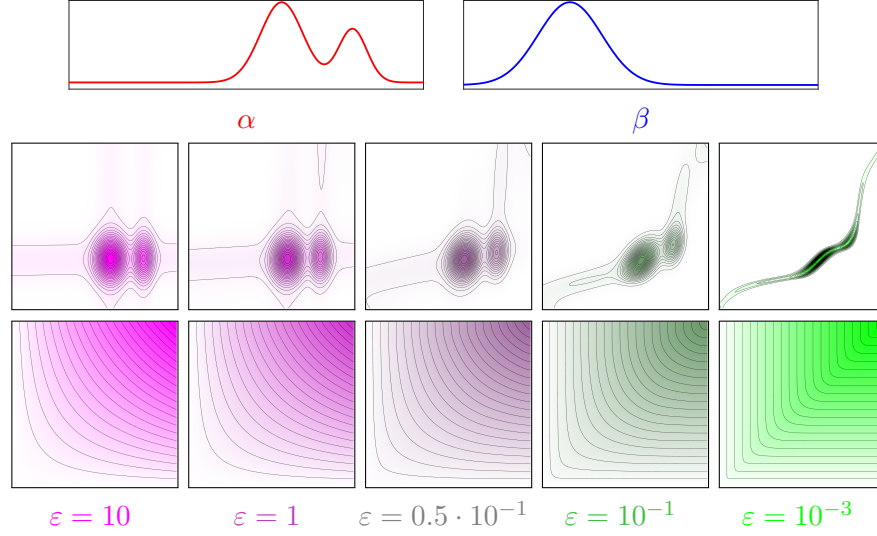 α β
ε = 10 ε = 1 ε = 0.5 · 10⁻¹ ε = 10⁻¹ ε = 10⁻³